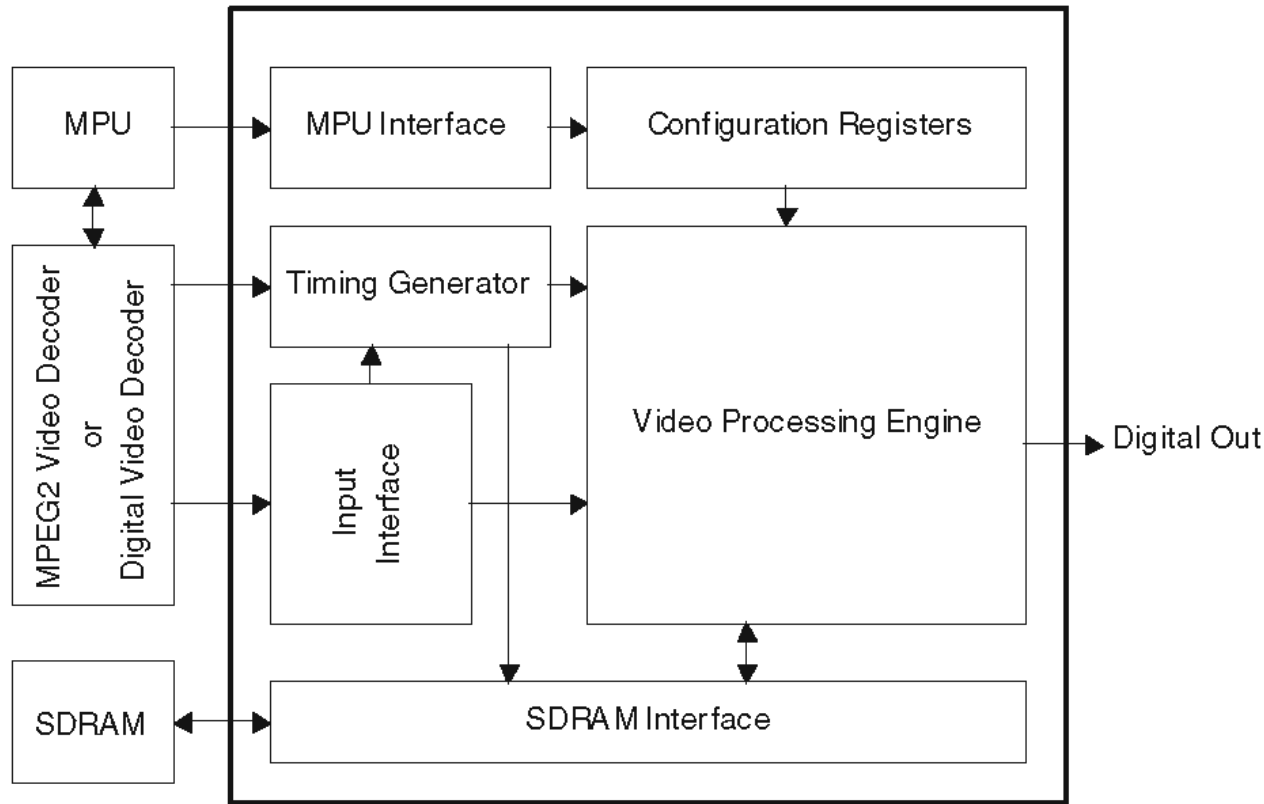 MPU
MPU Interface
Configuration Registers
MPEG2 Video Decoder
or
Digital Video Decoder
Timing Generator
Input
Interface
Video Processing Engine
Digital Out
SDRAM
SDRAM Interface